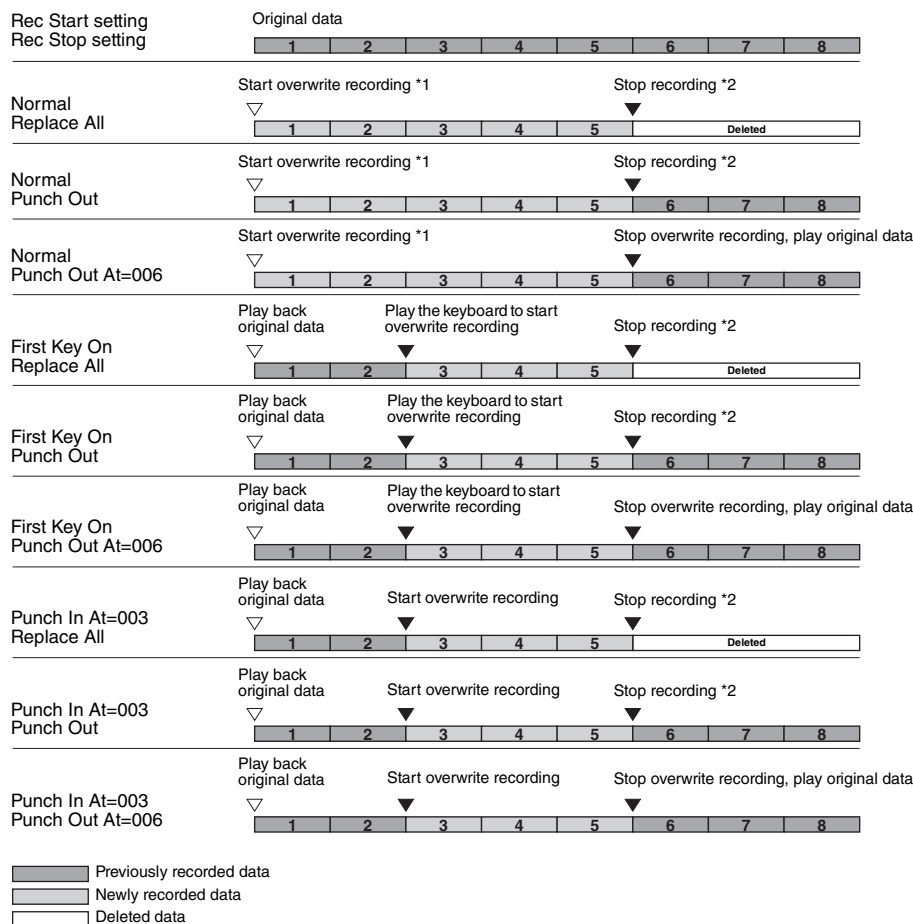 Rec Start setting
Rec Stop setting
Original data
1 2 3 4 5 6 7 8
Normal
Replace All
Start overwrite recording *1
Stop recording *2
1 2 3 4 5 Deleted
Normal
Punch Out
Start overwrite recording *1
Stop recording *2
1 2 3 4 5 6 7 8
Normal
Punch Out At=006
Start overwrite recording *1
Stop overwrite recording, play original data
1 2 3 4 5 6 7 8
First Key On
Replace All
Play back
original data
Play the keyboard to start
overwrite recording
Stop recording *2
1 2 3 4 5 Deleted
First Key On
Punch Out
Play back
original data
Play the keyboard to start
overwrite recording
Stop recording *2
1 2 3 4 5 6 7 8
First Key On
Punch Out At=006
Play back
original data
Play the keyboard to start
overwrite recording
Stop overwrite recording, play original data
1 2 3 4 5 6 7 8
Punch In At=003
Replace All
Play back
original data
Start overwrite recording
Stop recording *2
1 2 3 4 5 Deleted
Punch In At=003
Punch Out
Play back
original data
Start overwrite recording
Stop recording *2
1 2 3 4 5 6 7 8
Punch In At=003
Punch Out At=006
Play back
original data
Start overwrite recording
Stop overwrite recording, play original data
1 2 3 4 5 6 7 8
Previously recorded data
Newly recorded data
Deleted data